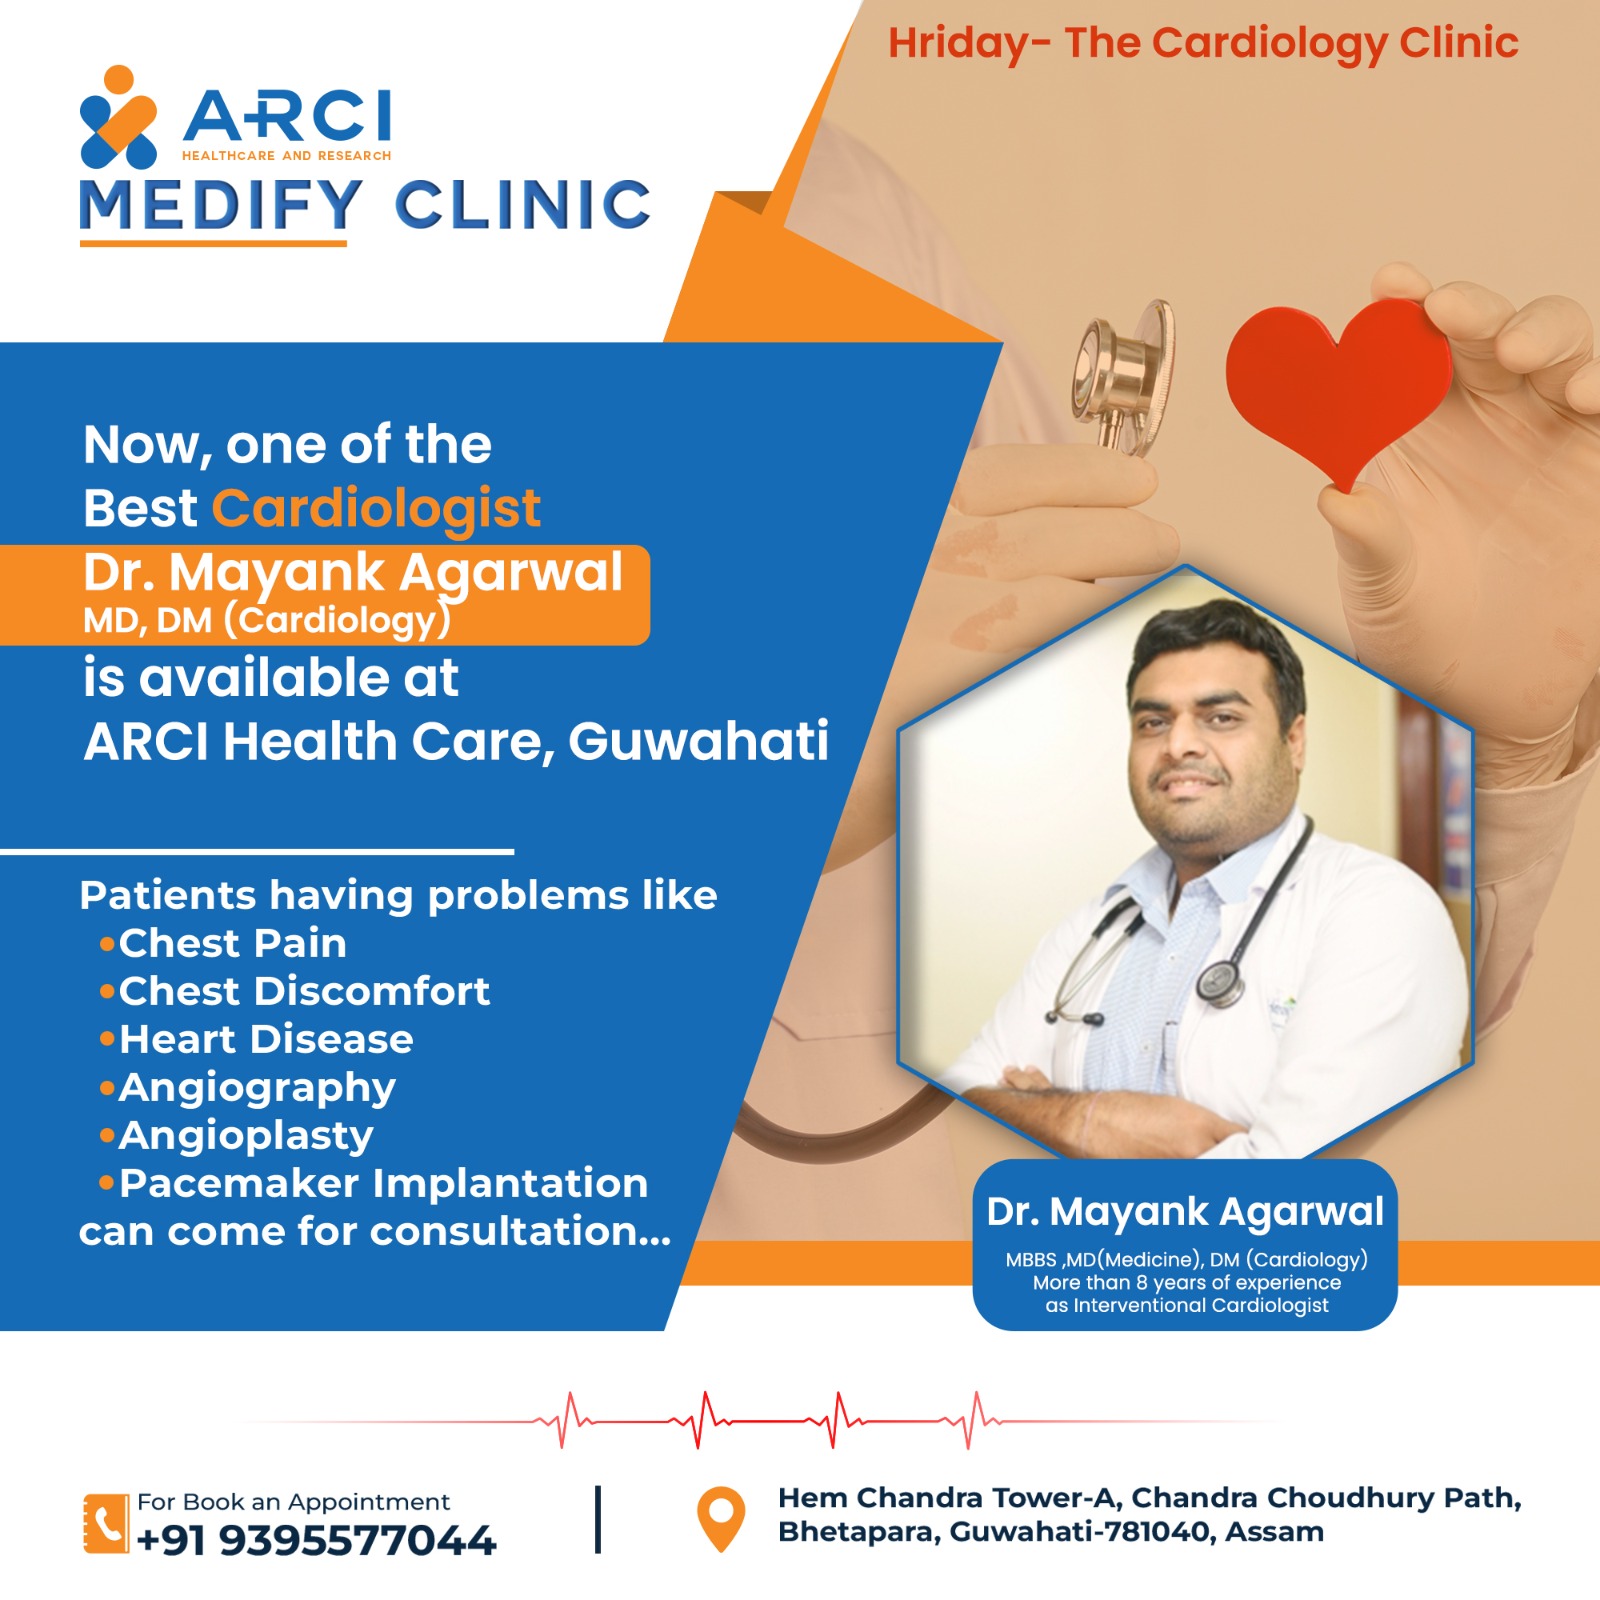 Hriday- The Cardiology Clinic
ARCI
HEALTHCARE AND RESEARCH
MEDIFY CLINIC
Now, one of the
Best Cardiologist
Dr. Mayank Agarwal
MD, DM (Cardiology)
is available at
ARCI Health Care, Guwahati
Patients having problems like
•Chest Pain
•Chest Discomfort
•Heart Disease
•Angiography
•Angioplasty
•Pacemaker Implantation
can come for consultation...
Dr. Mayank Agarwal
MBBS ,MD(Medicine), DM (Cardiology)
More than 8 years of experience
as Interventional Cardiologist
For Book an Appointment
+91 9395577044
Hem Chandra Tower-A, Chandra Choudhury Path,
Bhetapara, Guwahati-781040, Assam